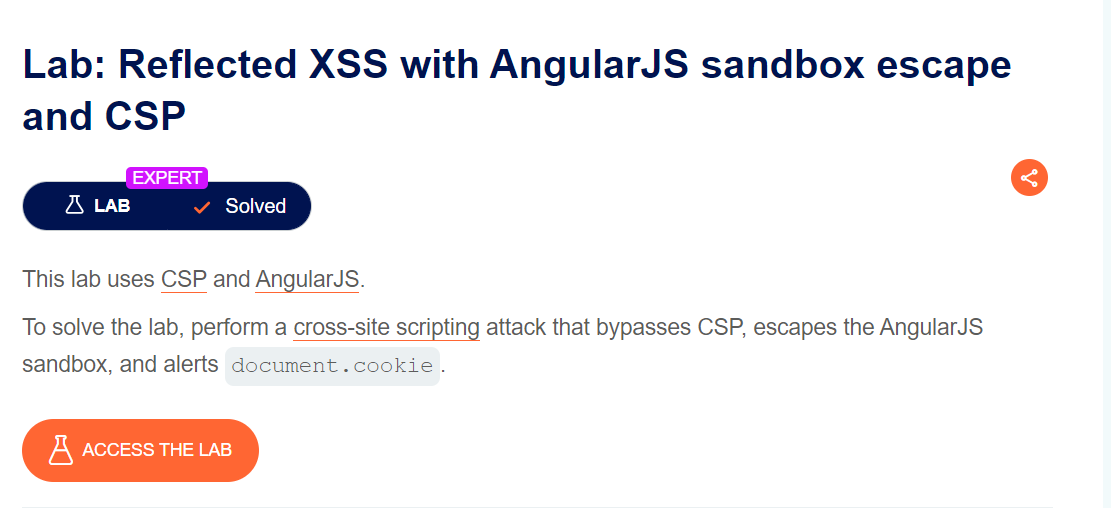 Lab: Reflected XSS with AngularJS sandbox escape
and CSP
EXPERT
LAB Solved
This lab uses CSP and AngularJS.
To solve the lab, perform a cross-site scripting attack that bypasses CSP, escapes the AngularJS
sandbox, and alerts document.cookie.
ACCESS THE LAB